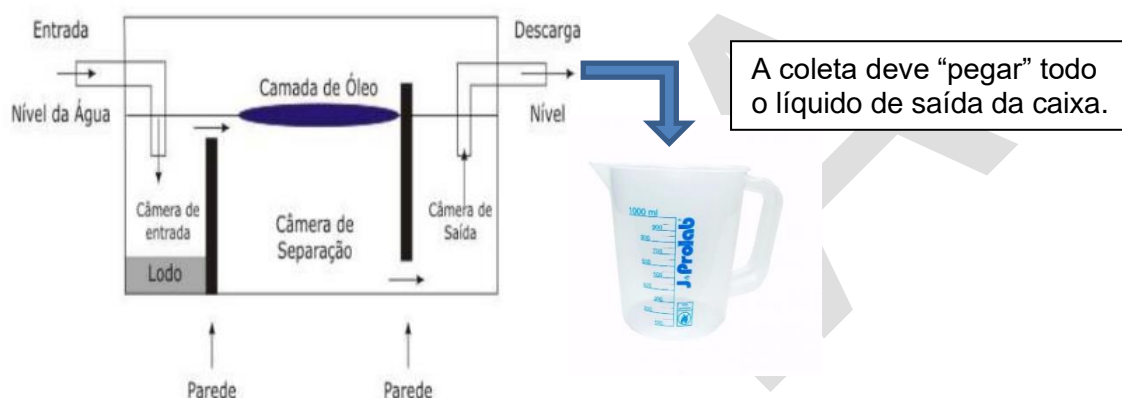 Entrada
Descarga
A coleta deve “pegar” todo
o líquido de saída da caixa.
Camada de Óleo
Nível da Água
Nível
Câmera de
entrada
Câmera de
Separação
Câmera de
Saída
Lodo
Parede
Parede
1000 ml
J.Prolab